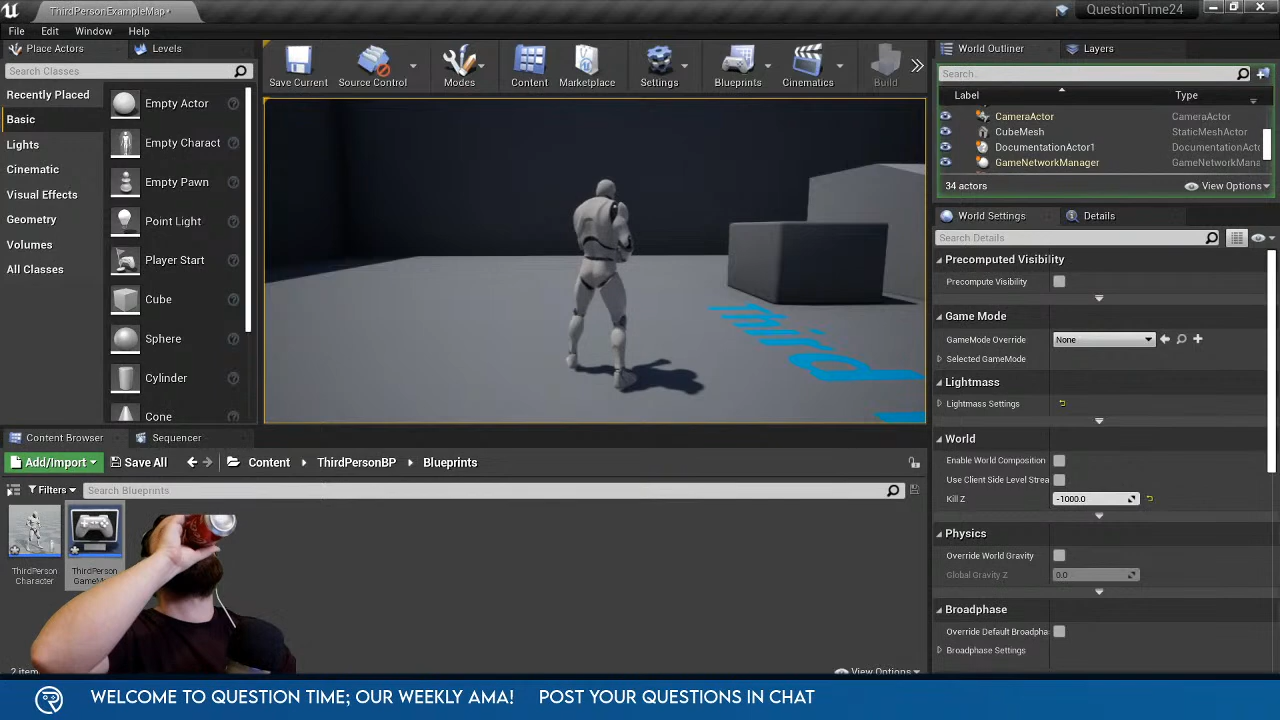 ThirdPersonExampleMap•
QuestionTime24
File Edit Window Help
Place Actors
Levels
Search Classes
Recently Placed
Basic
Lights
Cinematic
Visual Effects
Geometry
Volumes
All Classes
Empty Actor
Empty Charact
Empty Pawn
Point Light
Player Start
Cube
Sphere
Cylinder
Cone
Save Current
Source Control
Modes
Content
Marketplace
Settings
Blueprints
Cinematics
Build
Third
World Outliner
Layers
Search...
Label Type
CameraActor CameraActor
CubeMesh StaticMeshActor
DocumentationActor1 DocumentationActo
GameNetworkManager GameNetworkMana
34 actors
View Options
World Settings
Details
Search Details
Precomputed Visibility
Precompute Visibility
Game Mode
GameMode Override None
Selected GameMode
Lightmass
Lightmass Settings
World
Enable World Composition
Use Client Side Level Strea
Kill Z -1000.0
Physics
Override World Gravity
Global Gravity Z 0.0
Broadphase
Override Default Broadpha
Broadphase Settings
Content Browser
Sequencer
Add/Import
Save All
Content
ThirdPersonBP
Blueprints
Filters
Search Blueprints
ThirdPerson
Character
ThirdPerson
GameMo
2 item
View Options
WELCOME TO QUESTION TIME; OUR WEEKLY AMA! POST YOUR QUESTIONS IN CHAT